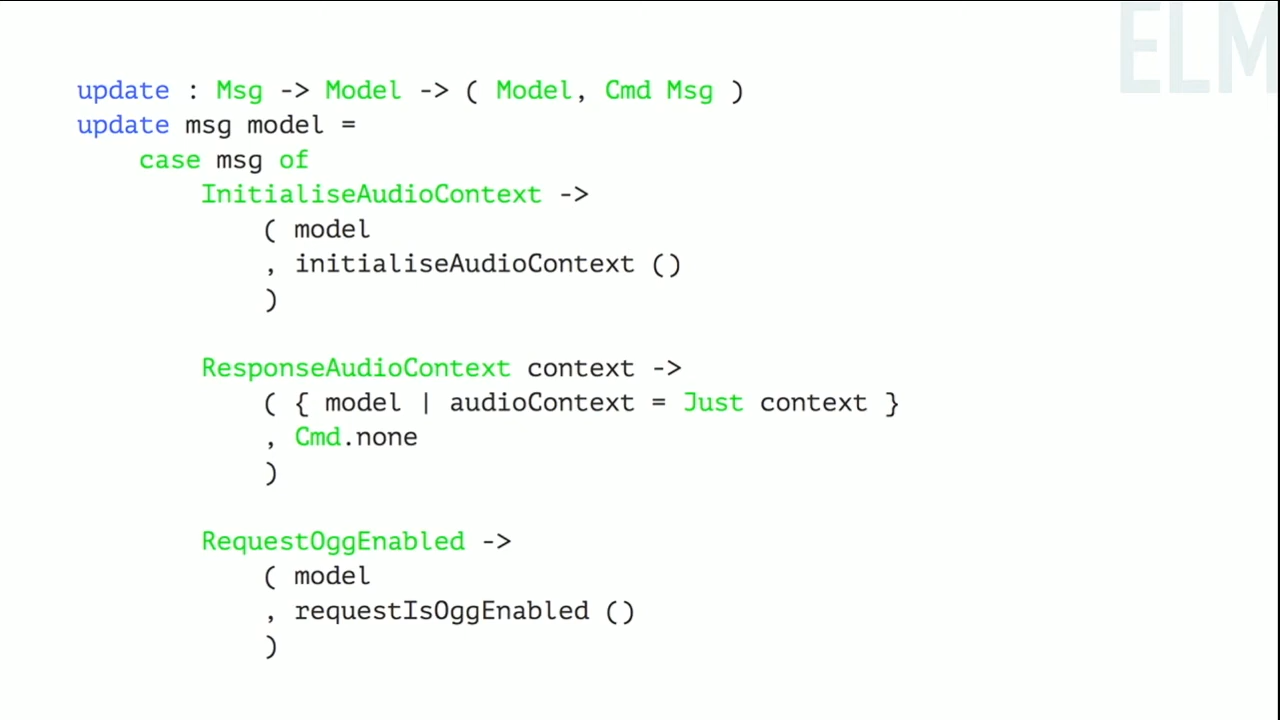 ELM
update : Msg -> Model -> ( Model, Cmd Msg )
update msg model =
    case msg of
        InitialiseAudioContext ->
            ( model
            , initialiseAudioContext ()
            )

        ResponseAudioContext context ->
            ( { model | audioContext = Just context }
            , Cmd.none
            )

        RequestOggEnabled ->
            ( model
            , requestIsOggEnabled ()
            )